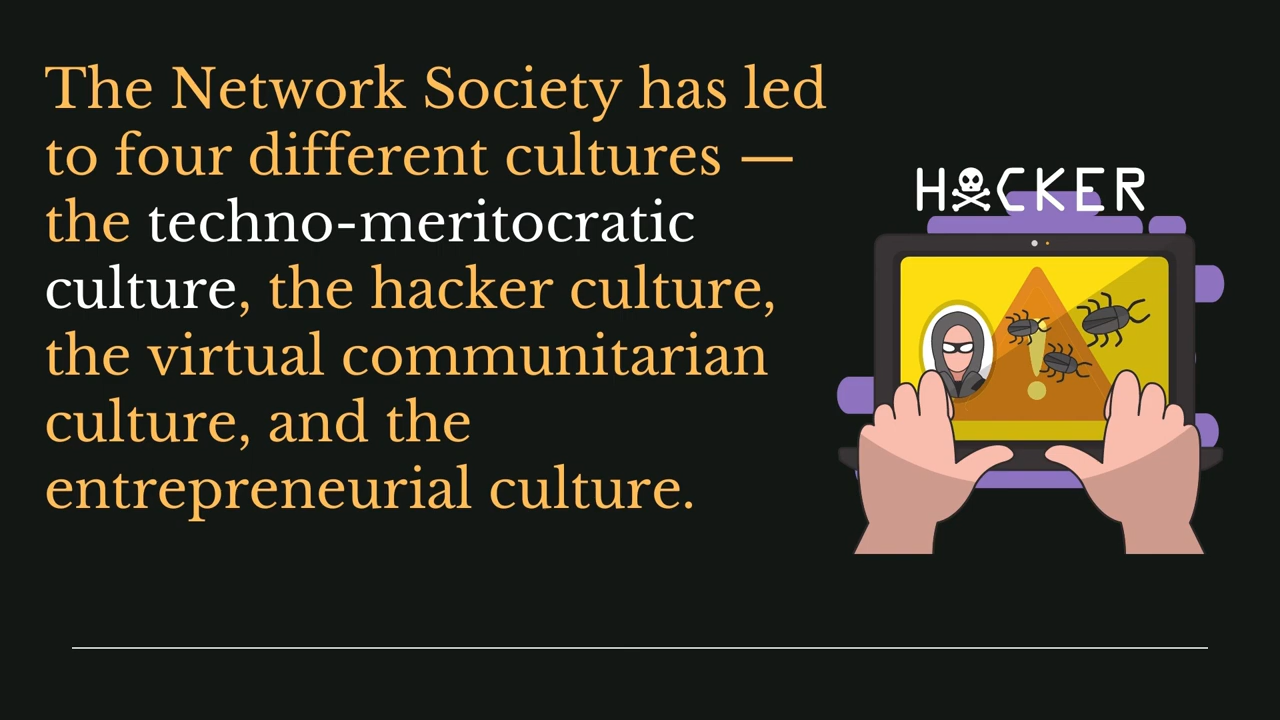 The Network Society has led
to four different cultures —
the techno-meritocratic
culture, the hacker culture,
the virtual communitarian
culture, and the
entrepreneurial culture.
HACKER